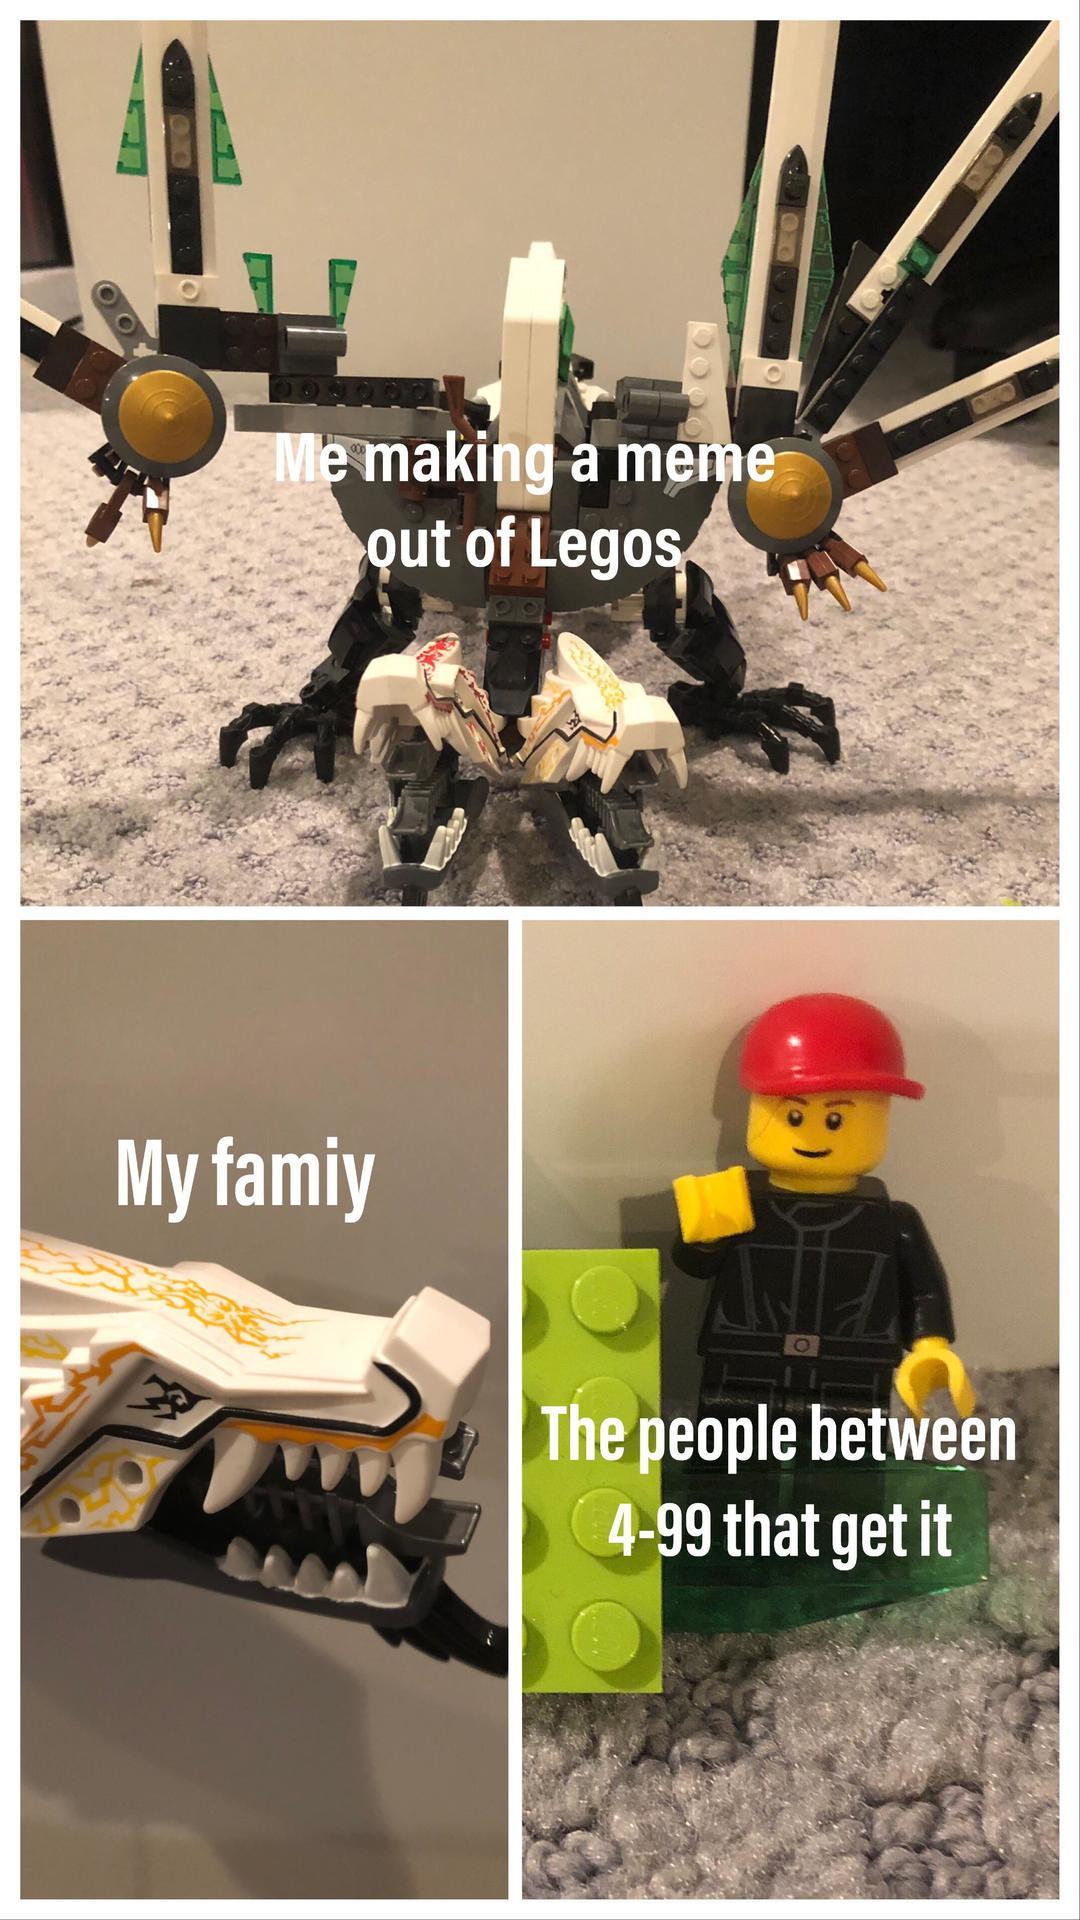 Me making a meme
out of Legos
My famiy
The people between
4-99 that get it